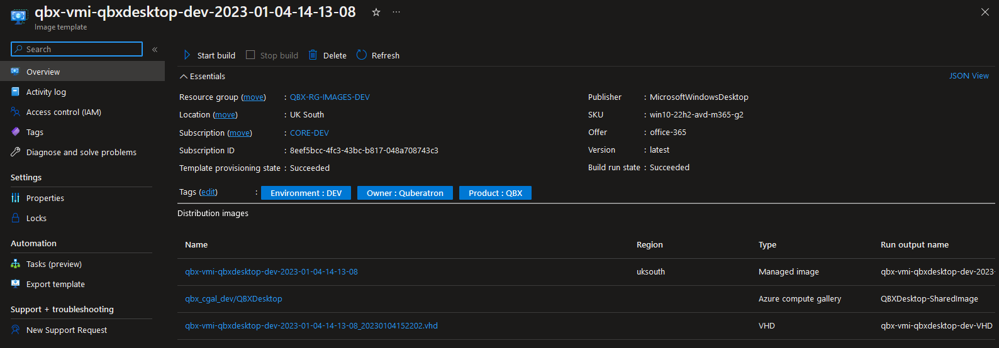 qbx-vmi-qbxdesktop-dev-2023-01-04-14-13-08
Image template
Search
Overview
Activity log
Access control (IAM)
Tags
Diagnose and solve problems
Settings
Properties
Locks
Automation
Tasks (preview)
Export template
Support + troubleshooting
New Support Request
Start build Stop build Delete Refresh
Essentials JSON View
Resource group (move) : QBX-RG-IMAGES-DEV
Location (move) : UK South
Subscription (move) : CORE-DEV
Subscription ID : 8eef5bcc-4fc3-43bc-b817-048a708743c3
Template provisioning state : Succeeded
Publisher : MicrosoftWindowsDesktop
SKU : win10-22h2-avd-m365-g2
Offer : office-365
Version : latest
Build run state : Succeeded
Tags (edit) : Environment : DEV Owner : Quberatron Product : QBX
Distribution images
Name Region Type Run output name
qbx-vmi-qbxdesktop-dev-2023-01-04-14-13-08 uksouth Managed image qbx-vmi-qbxdesktop-dev-2023-
qbx_cgal_dev/QBXDesktop Azure compute gallery QBXDesktop-SharedImage
qbx-vmi-qbxdesktop-dev-2023-01-04-14-13-08_20230104152202.vhd VHD qbx-vmi-qbxdesktop-dev-VHD